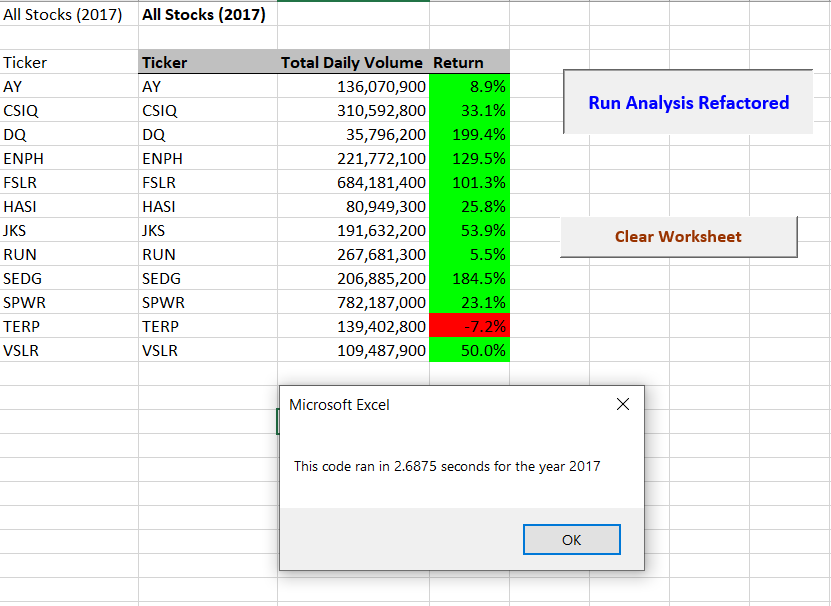 All Stocks (2017) All Stocks (2017)
Ticker Ticker Total Daily Volume Return
AY AY 136,070,900 8.9%
CSIQ CSIQ 310,592,800 33.1%
DQ DQ 35,796,200 199.4%
ENPH ENPH 221,772,100 129.5%
FSLR FSLR 684,181,400 101.3%
HASI HASI 80,949,300 25.8%
JKS JKS 191,632,200 53.9%
RUN RUN 267,681,300 5.5%
SEDG SEDG 206,885,200 184.5%
SPWR SPWR 782,187,000 23.1%
TERP TERP 139,402,800 -7.2%
VSLR VSLR 109,487,900 50.0%
Run Analysis Refactored
Clear Worksheet
Microsoft Excel
This code ran in 2.6875 seconds for the year 2017
OK